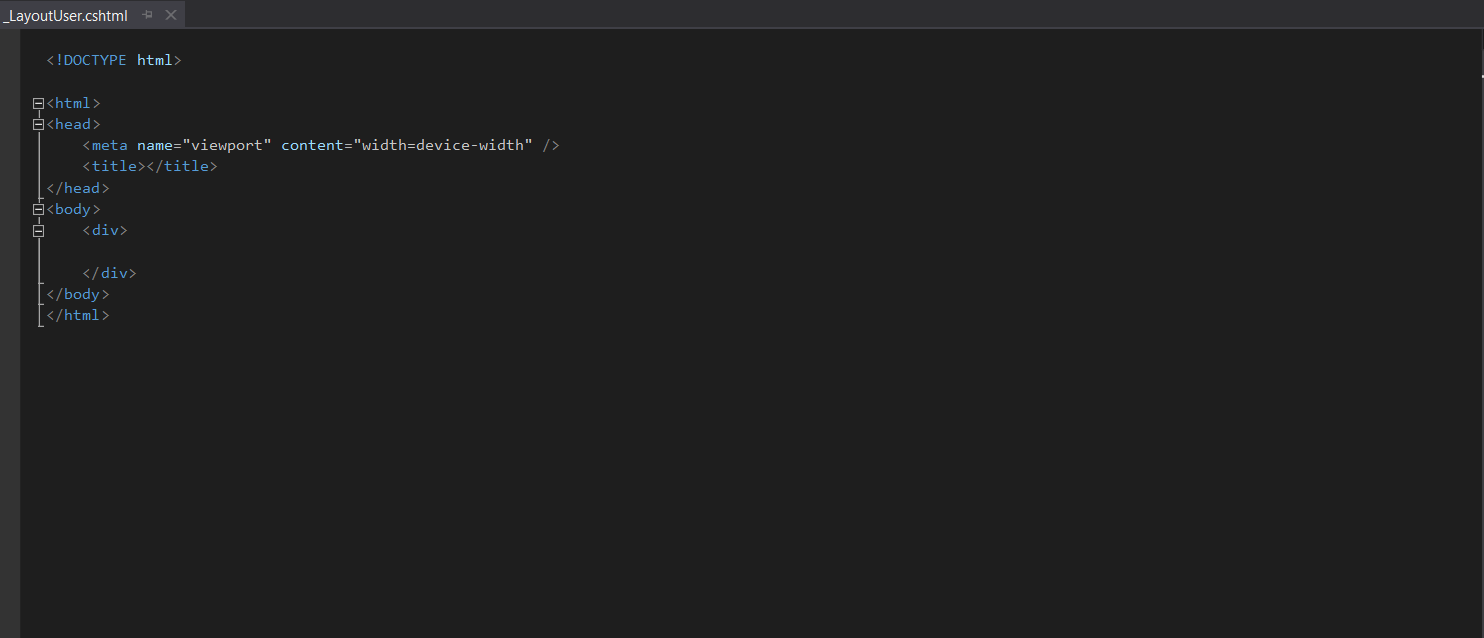 _LayoutUser.cshtml
<!DOCTYPE html>
<html>
<head>
    <meta name="viewport" content="width=device-width" />
    <title></title>
</head>
<body>
    <div>
    </div>
</body>
</html>